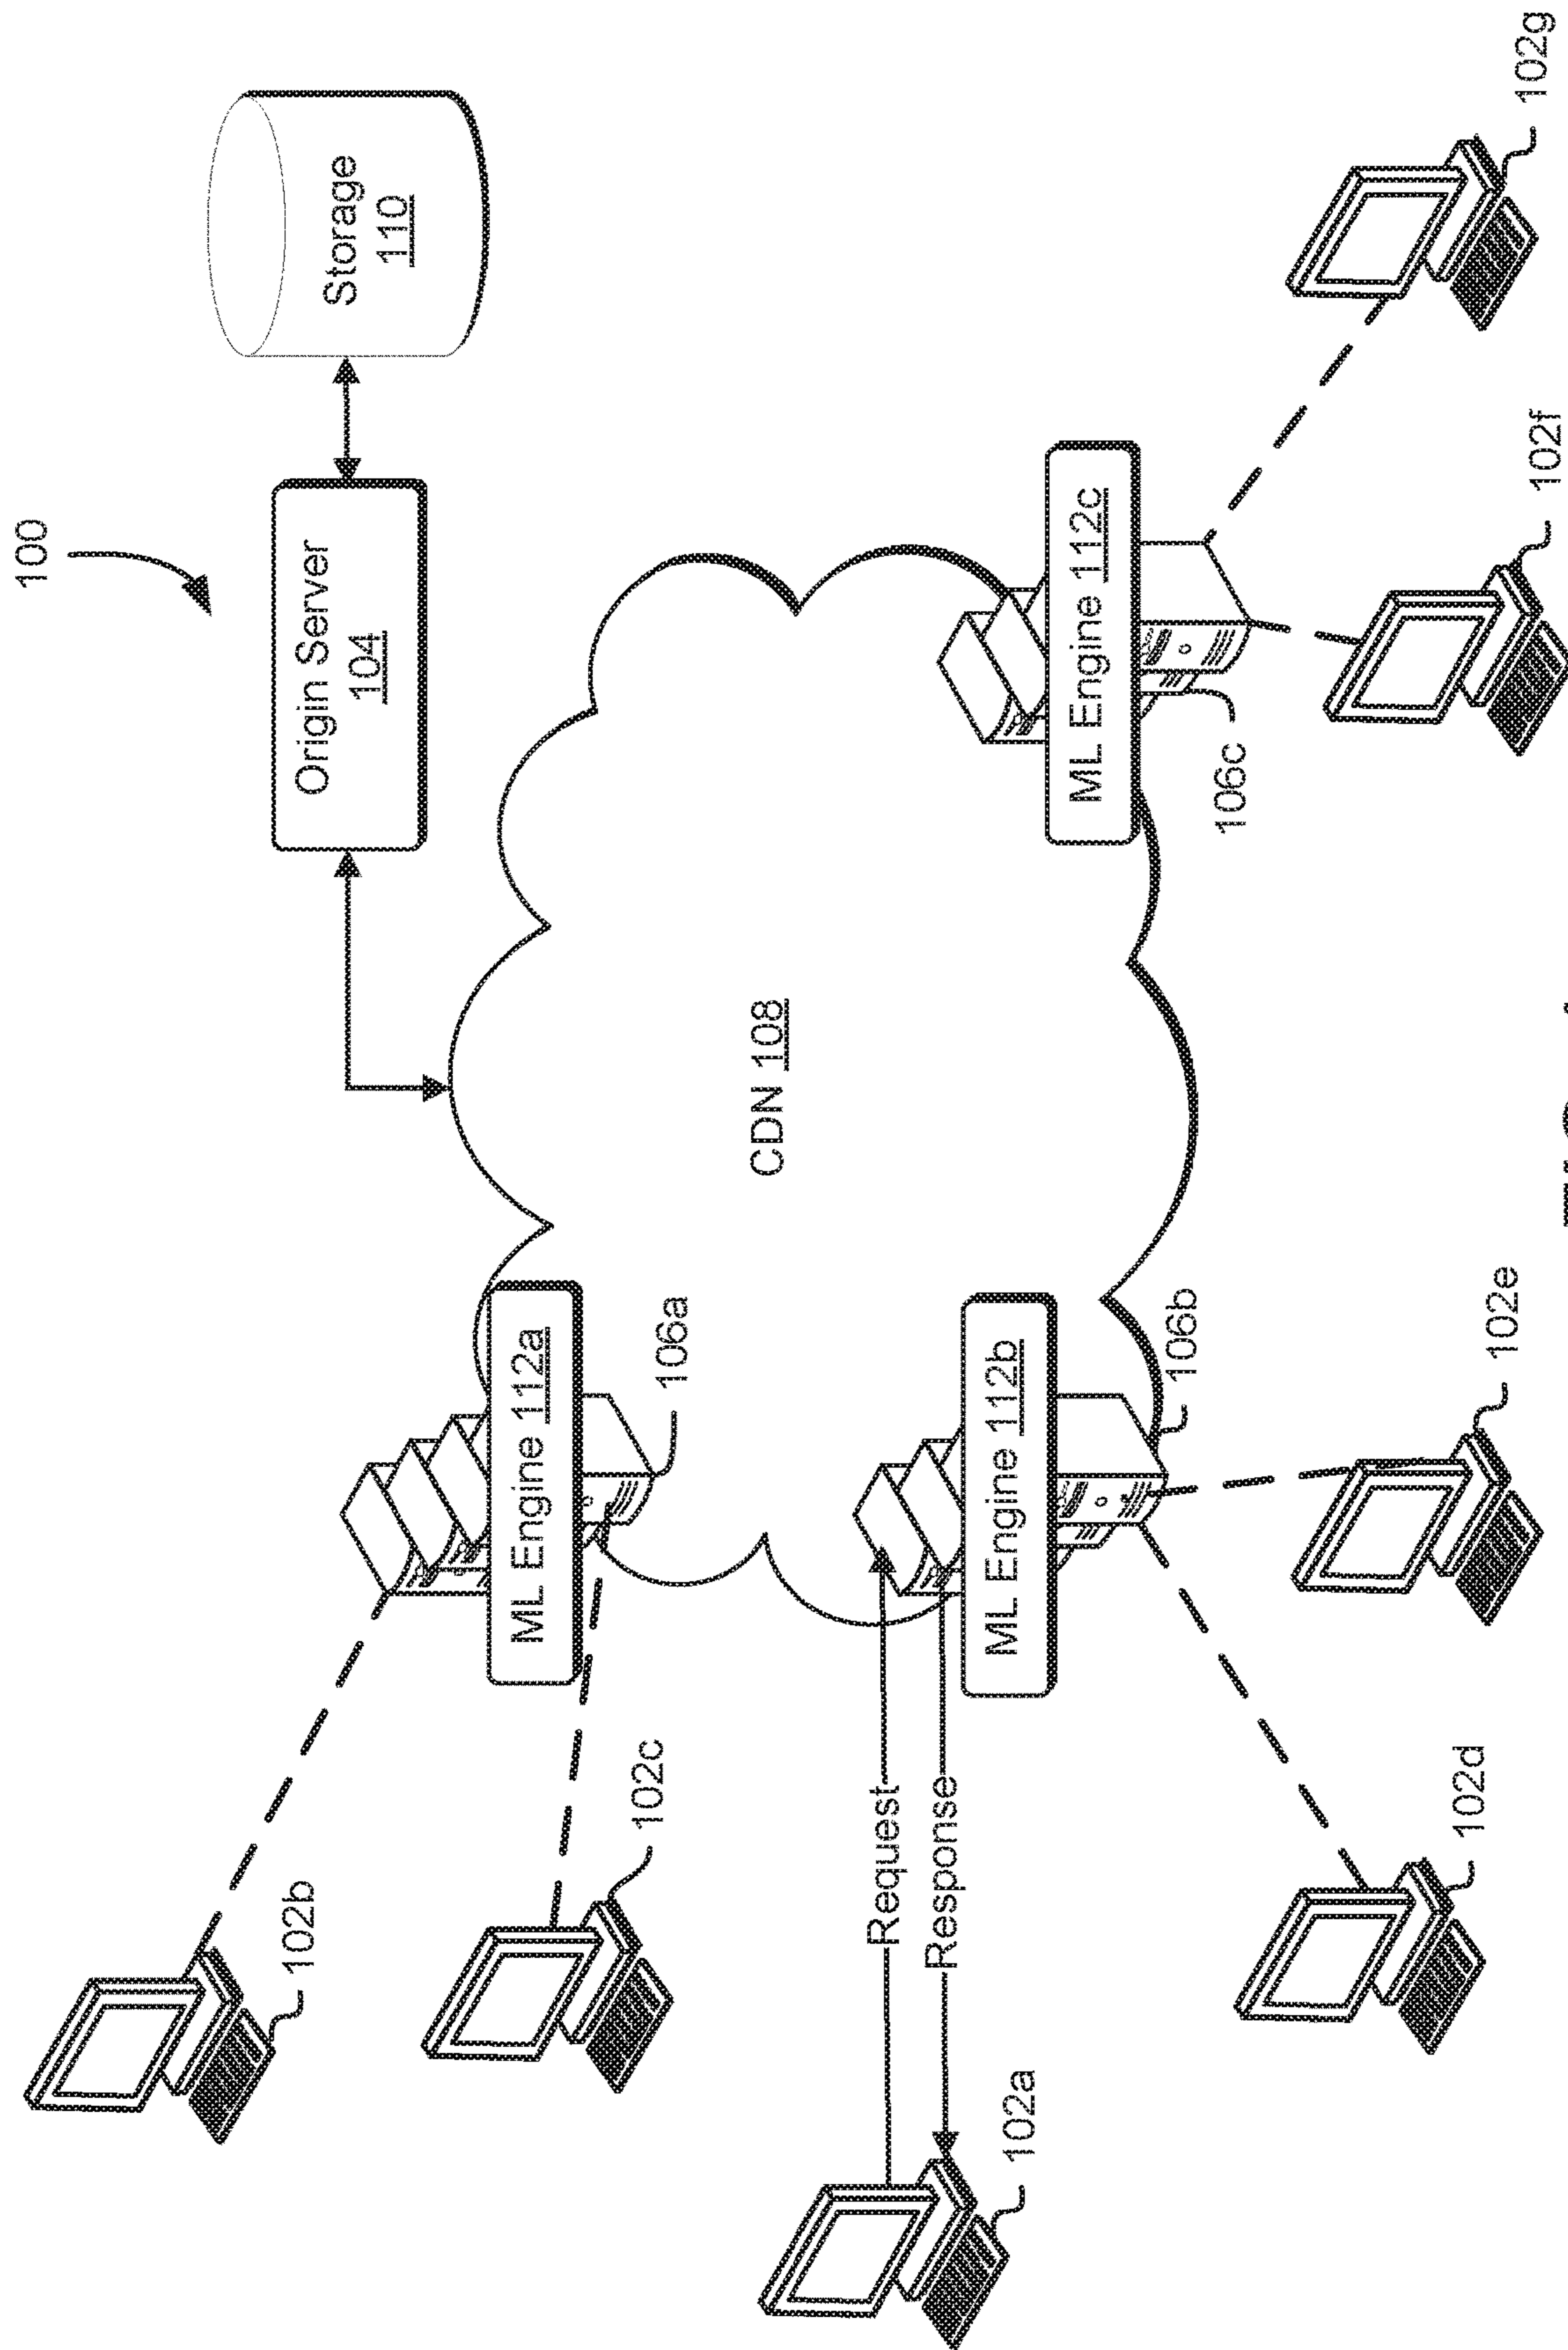 100
Origin Server
104
Storage
110
102b
102c
ML Engine 112a
106a
CDN 108
Request
Response
102a
ML Engine 112b
106b
ML Engine 112c
106c
102d
102e
102f
102g